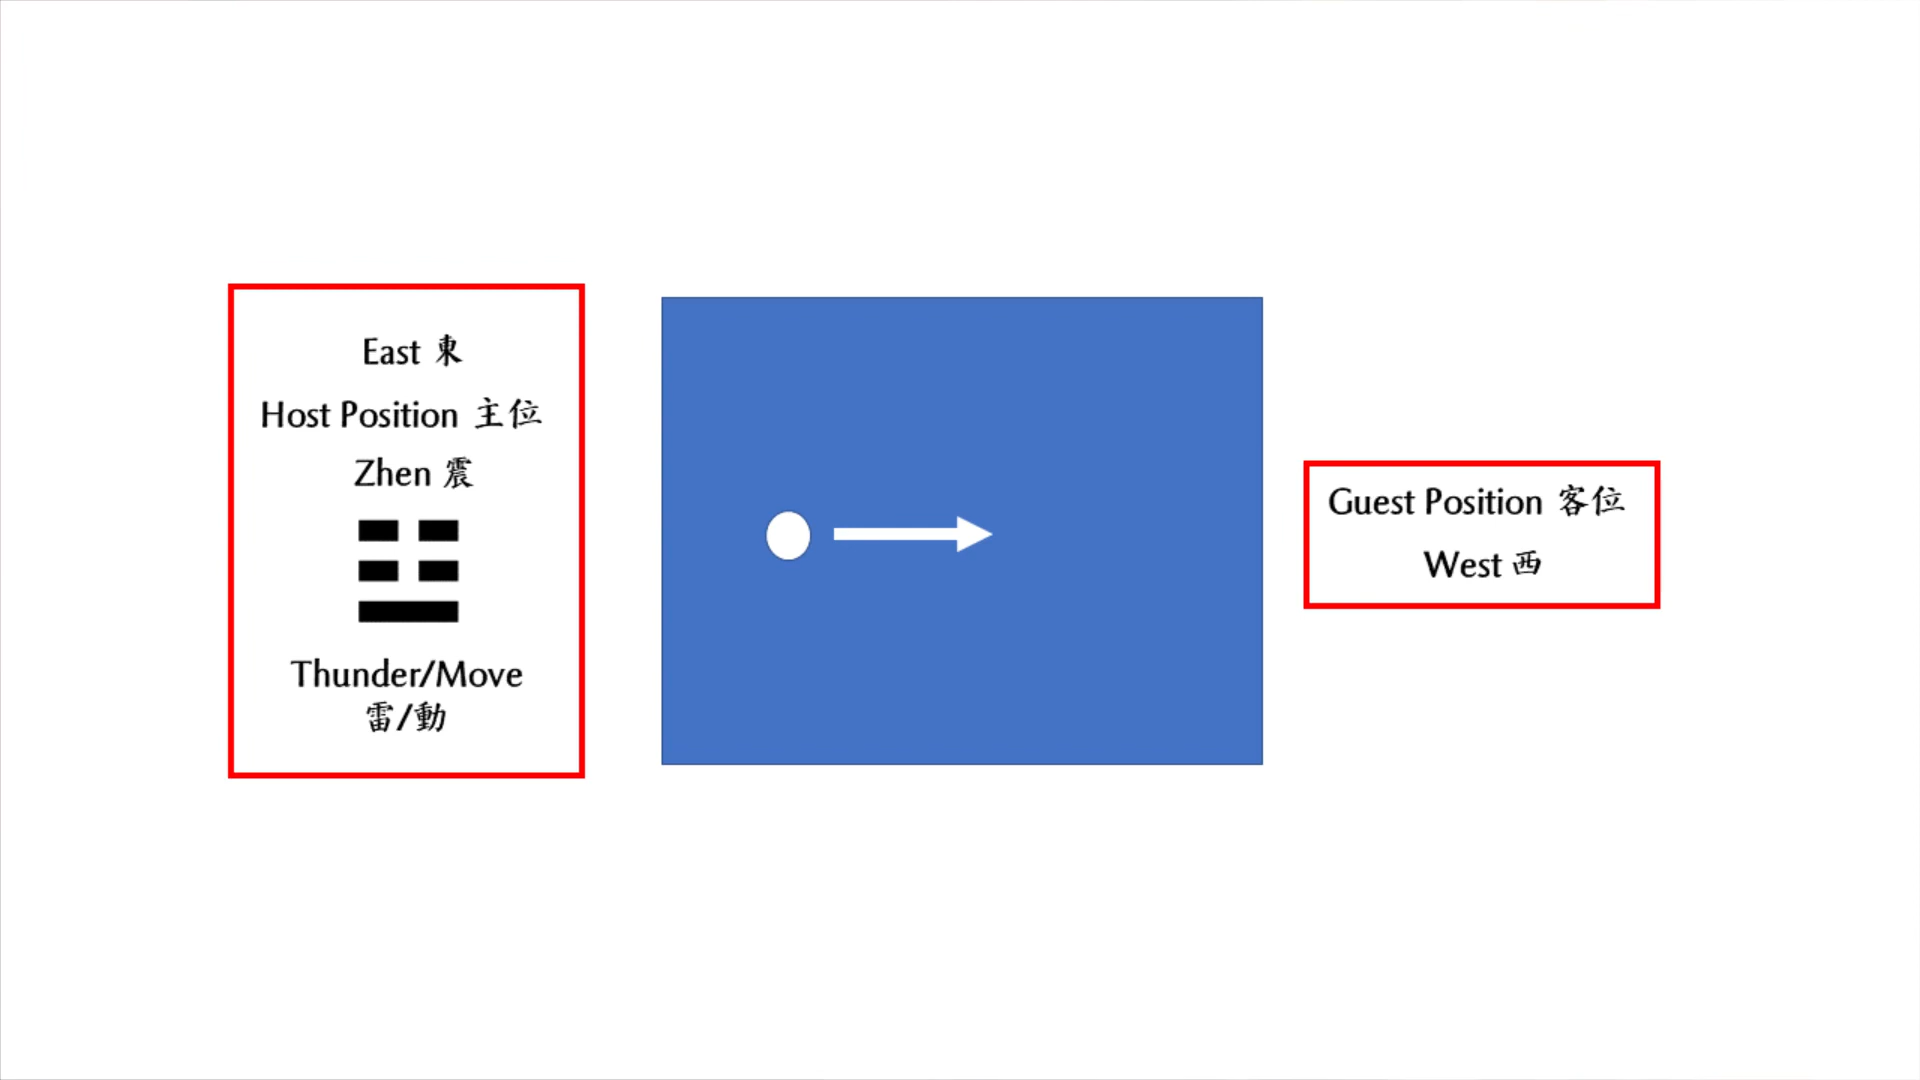 East 東
Host Position 主位
Zhen 震
Thunder/Move
雷/動
Guest Position 客位
West 西